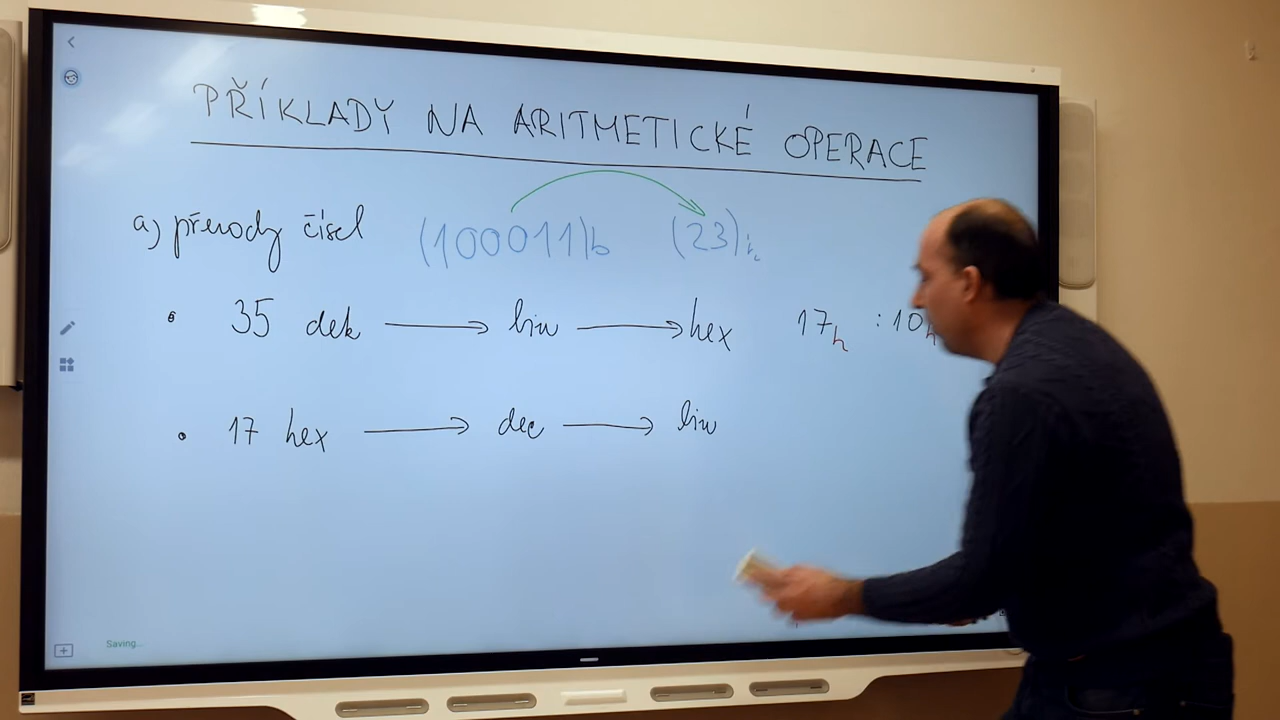 PŘÍKLADY NA ARITMETICKÉ OPERACE
a) převody čísel (100011)b (23)
• 35 dek → bin → hex 17h :10h
• 17 hex → dec → bin
Saving...